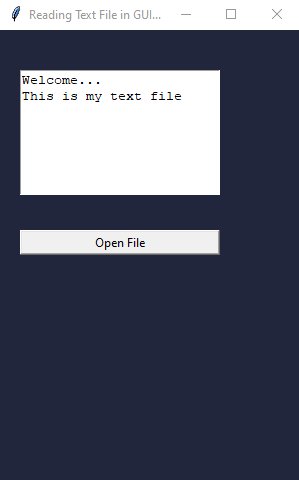 Reading Text File in GUI...
Welcome...
This is my text file
Open File